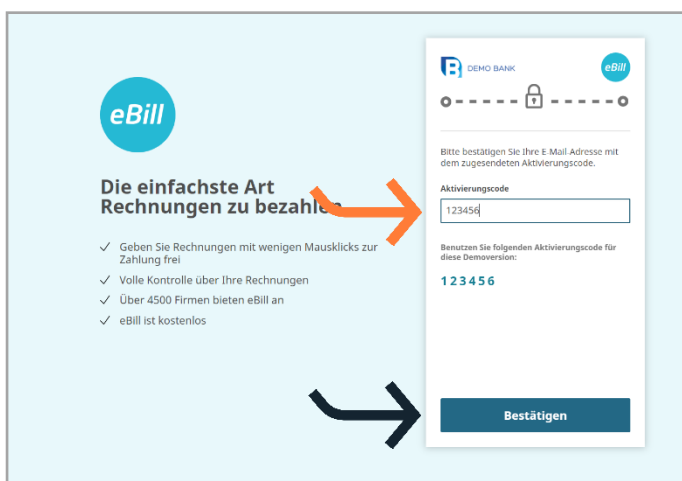 eBill
Die einfachste Art
Rechnungen zu bezahlen
Geben Sie Rechnungen mit wenigen Mausklicks zur
Zahlung frei
Volle Kontrolle über Ihre Rechnungen
Über 4500 Firmen bieten eBill an
eBill ist kostenlos
DEMO BANK
eBill
Bitte bestätigen Sie Ihre E-Mail-Adresse mit
dem zugesendeten Aktivierungscode.
Aktivierungscode
123456
Benutzen Sie folgenden Aktivierungscode für
diese Demoversion:
123456
Bestätigen